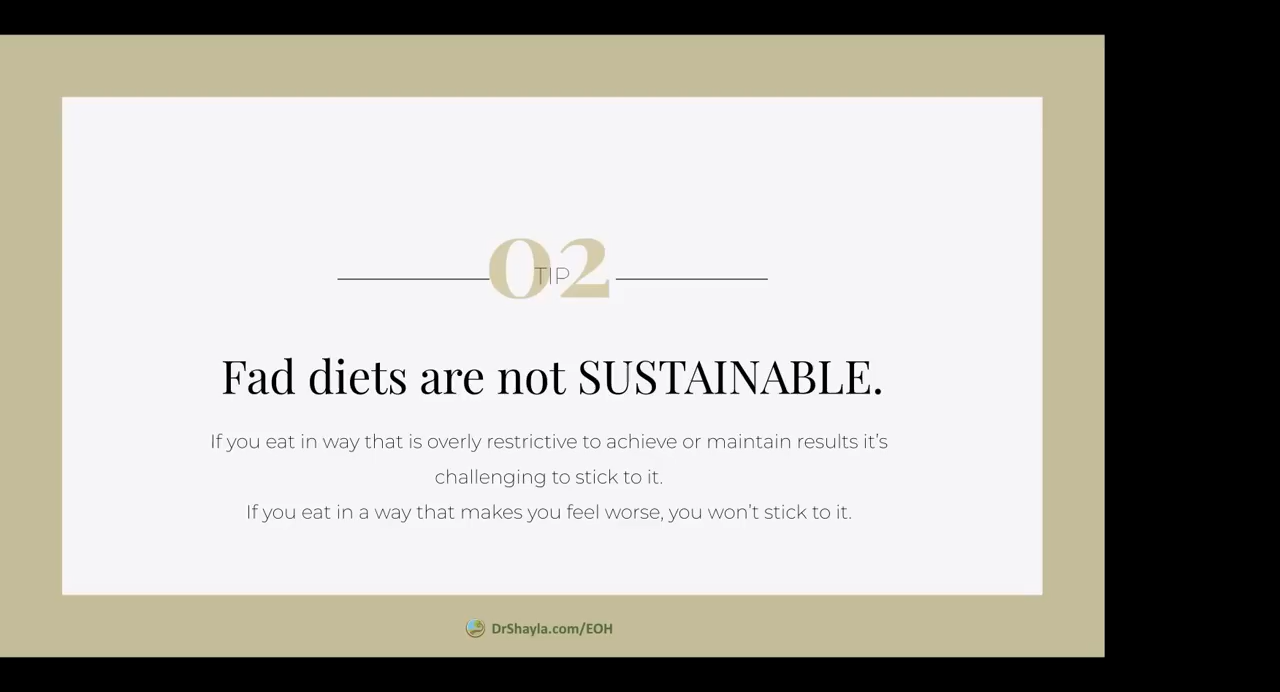 02
TIP
Fad diets are not SUSTAINABLE.
If you eat in way that is overly restrictive to achieve or maintain results it's
challenging to stick to it.
If you eat in a way that makes you feel worse, you won't stick to it.
DrShayla.com/EOH